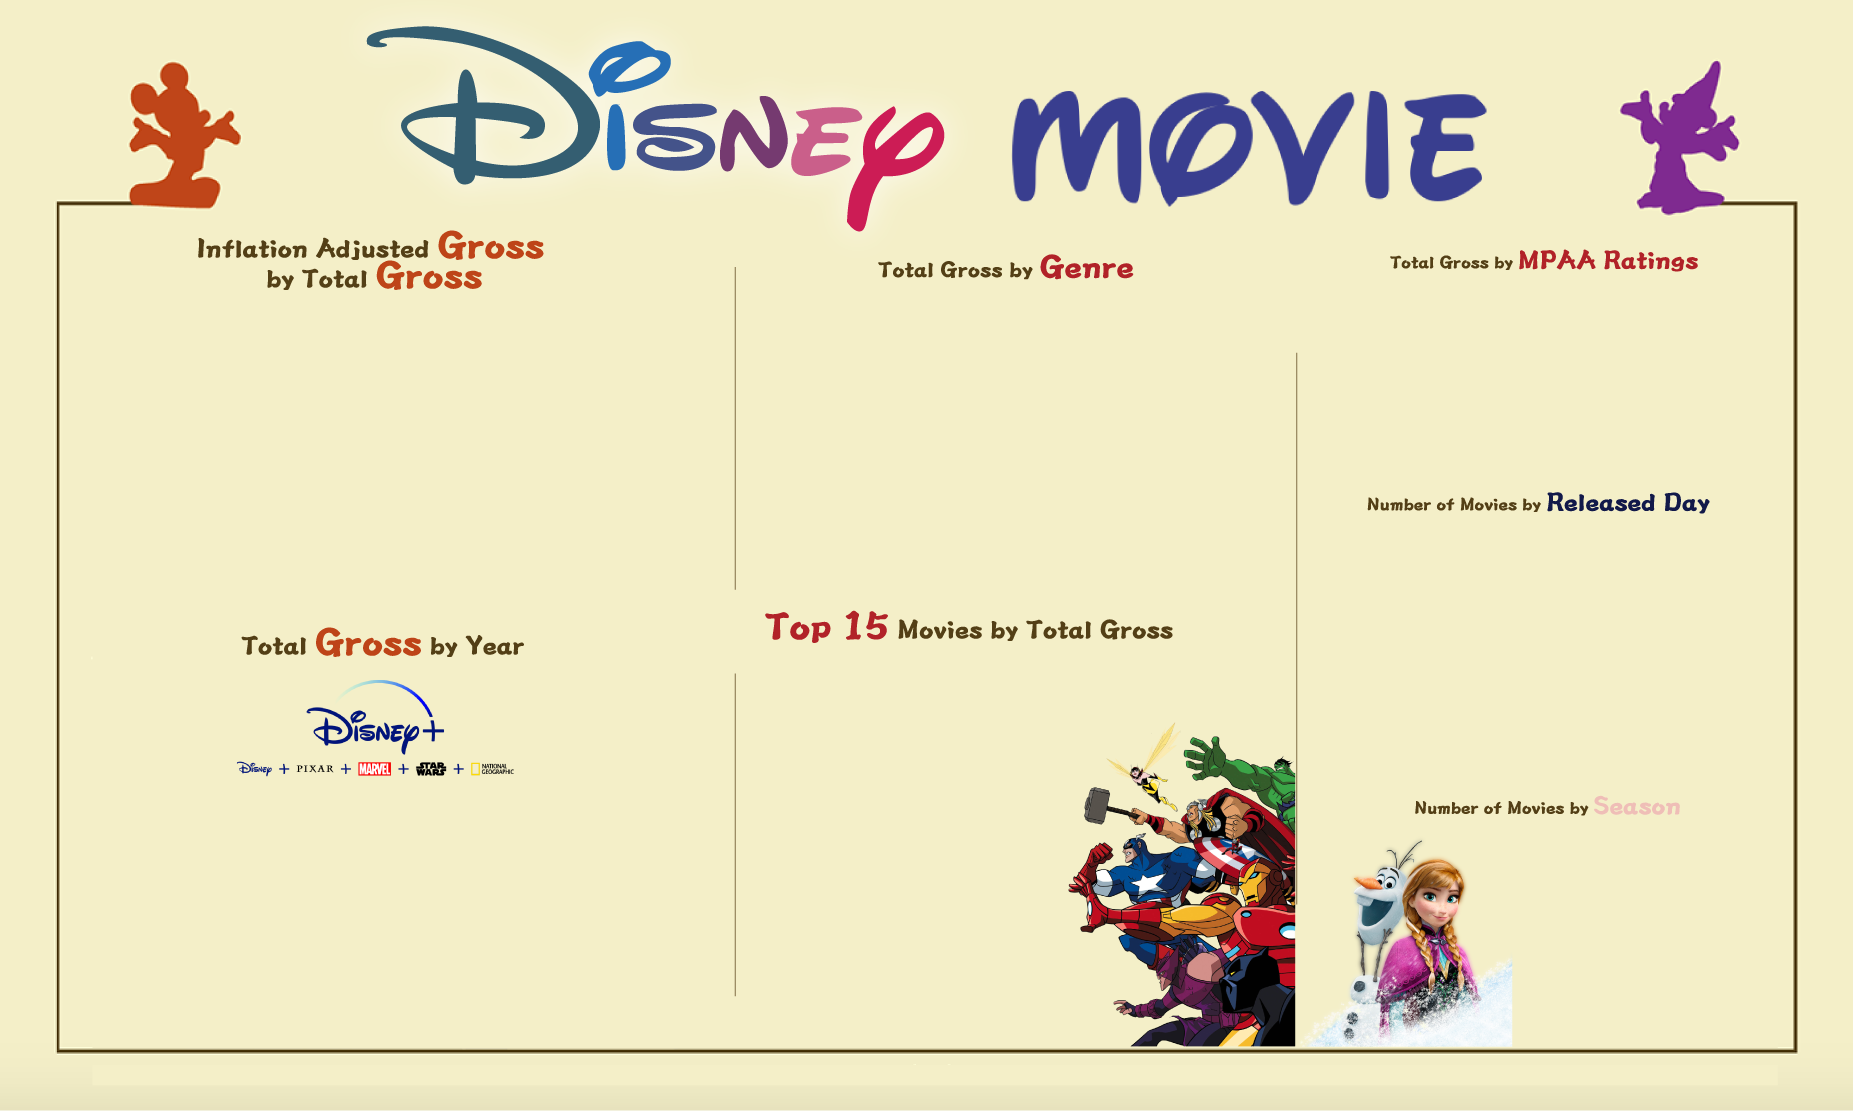 Disney MOVIE
Inflation Adjusted Gross
by Total Gross
Total Gross by Genre
Total Gross by MPAA Ratings
Number of Movies by Released Day
Top 15 Movies by Total Gross
Total Gross by Year
Disney+
Disney + PIXAR + MARVEL + STAR WARS + NATIONAL GEOGRAPHIC
Number of Movies by Season